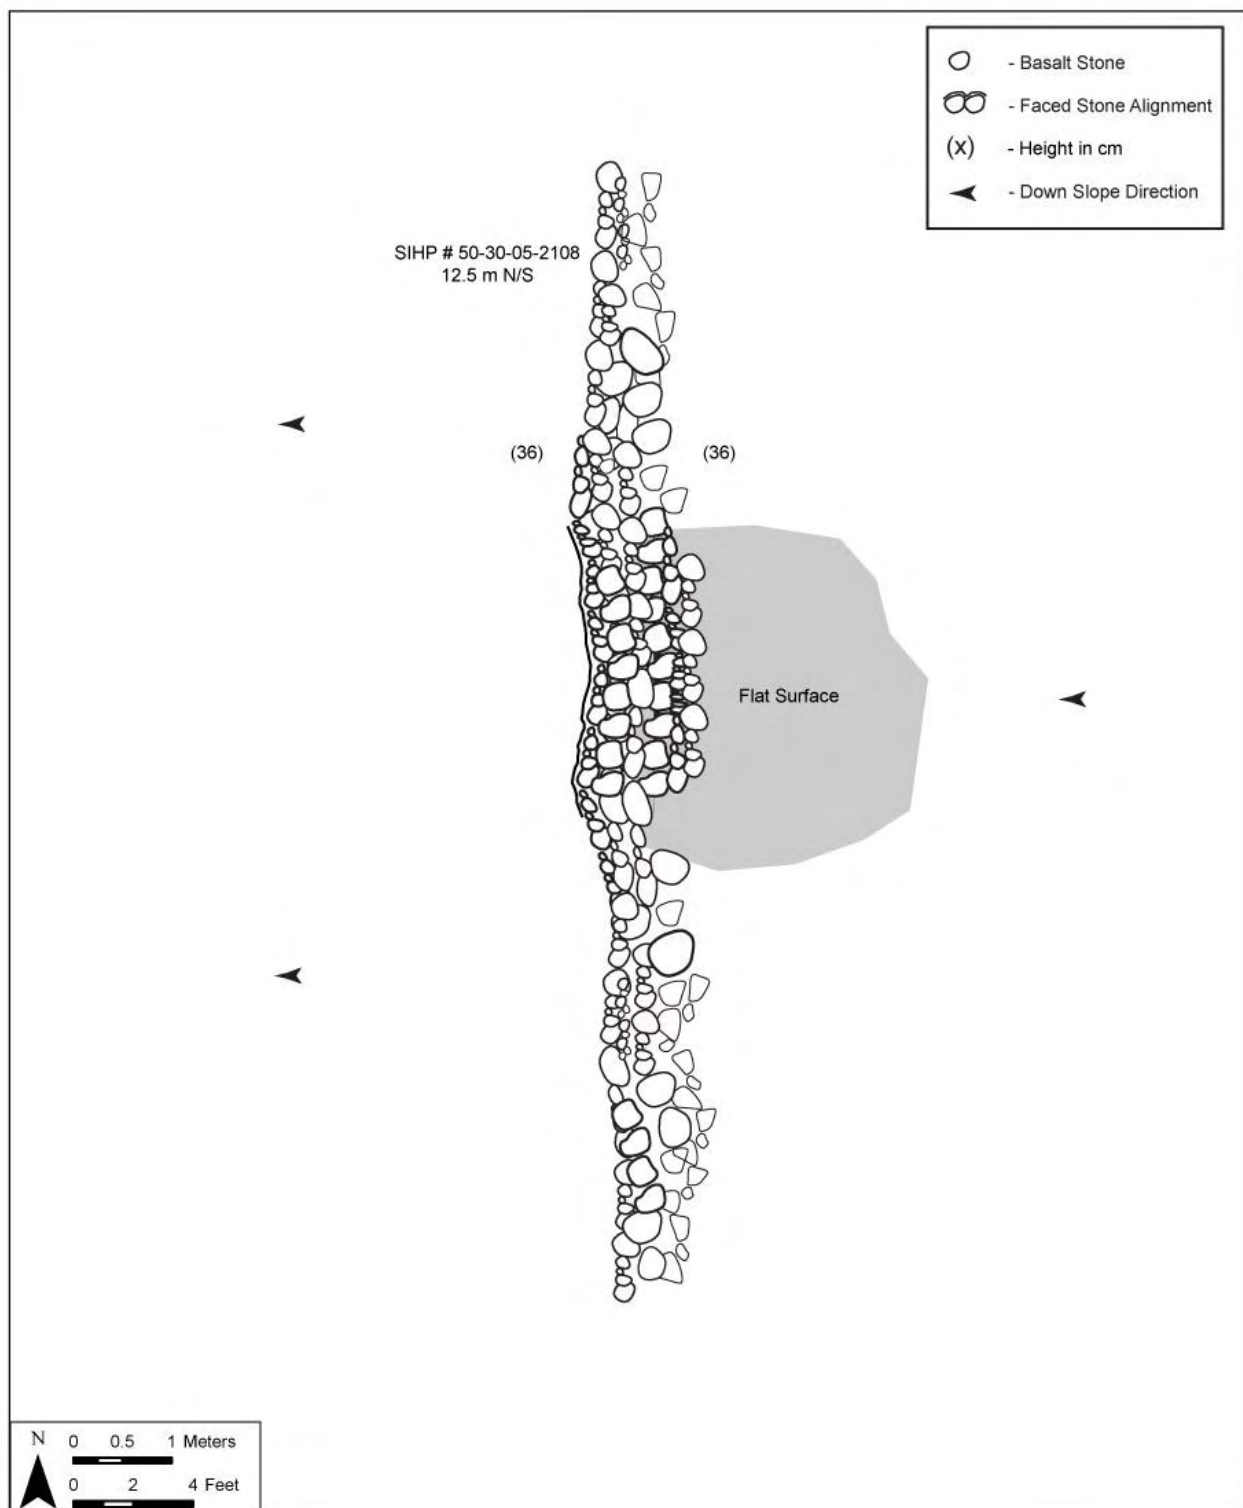 - Basalt Stone
- Faced Stone Alignment
(x) - Height in cm
- Down Slope Direction
SIHP # 50-30-05-2108
12.5 m N/S
(36) (36)
Flat Surface
N 0 0.5 1 Meters
0 2 4 Feet